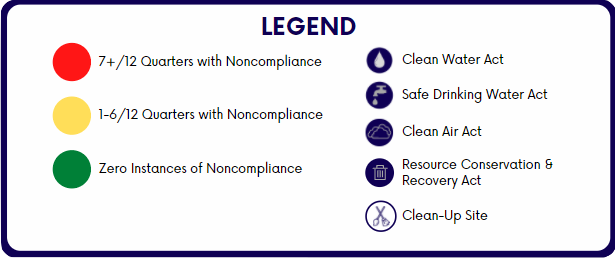 LEGEND
7+/12 Quarters with Noncompliance
1-6/12 Quarters with Noncompliance
Zero Instances of Noncompliance
Clean Water Act
Safe Drinking Water Act
Clean Air Act
Resource Conservation &
Recovery Act
Clean-Up Site